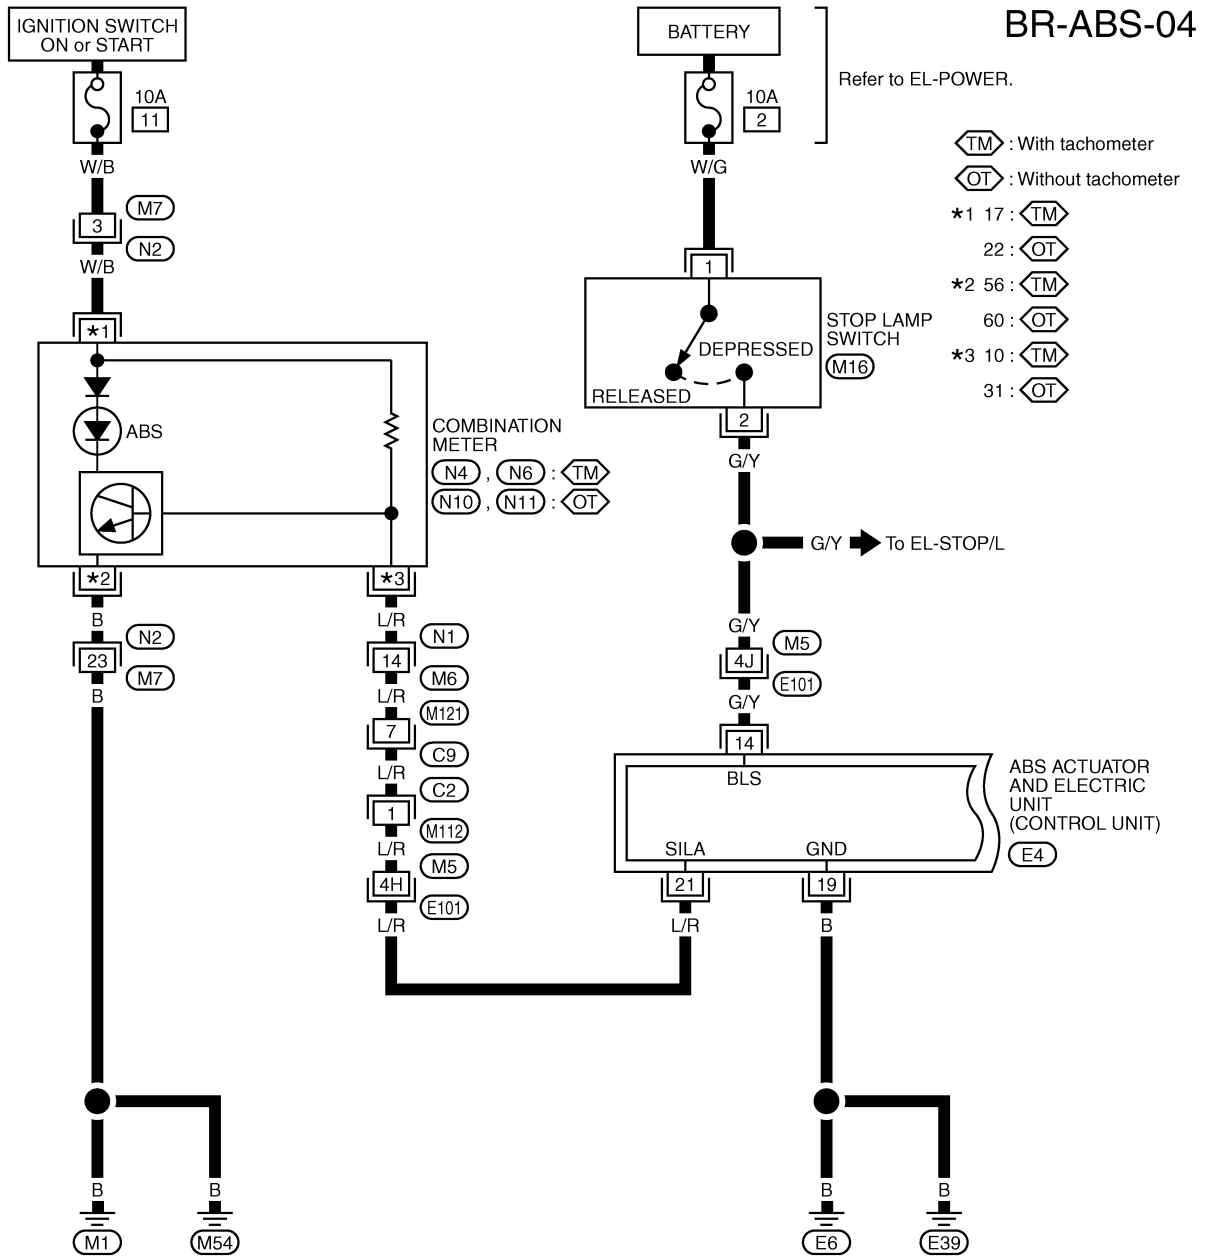 BR-ABS-04
IGNITION SWITCH
ON or START
10A
11
W/B
3
M7
N2
W/B
*1
ABS
COMBINATION
METER
N4 , N6 : TM
N10 , N11 : OT
*2
B
N2
23
M7
B
B
M1
B
M54
*3
L/R
N1
14
M6
L/R
M121
7
C9
L/R
C2
1
M112
L/R
M5
4H
E101
L/R
BATTERY
10A
2
Refer to EL-POWER.
W/G
1
DEPRESSED
RELEASED
STOP LAMP
SWITCH
M16
2
G/Y
G/Y
To EL-STOP/L
G/Y
M5
4J
E101
G/Y
14
BLS
SILA
GND
ABS ACTUATOR
AND ELECTRIC
UNIT
(CONTROL UNIT)
E4
21
L/R
19
B
B
E6
B
E39
TM : With tachometer
OT : Without tachometer
*1 17 : TM
22 : OT
*2 56 : TM
60 : OT
*3 10 : TM
31 : OT